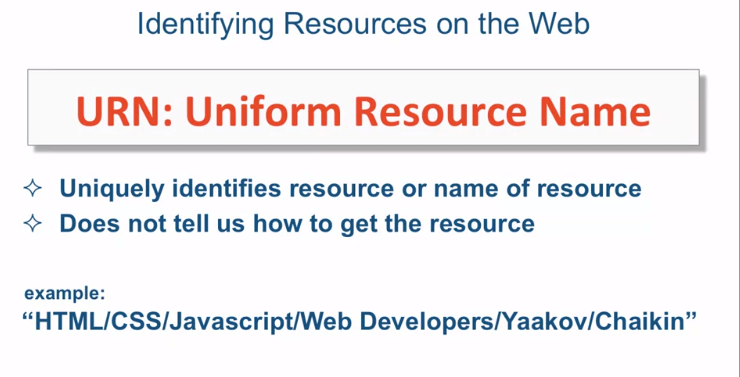 Identifying Resources on the Web
URN: Uniform Resource Name
Uniquely identifies resource or name of resource
Does not tell us how to get the resource
example:
“HTML/CSS/Javascript/Web Developers/Yaakov/Chaikin”